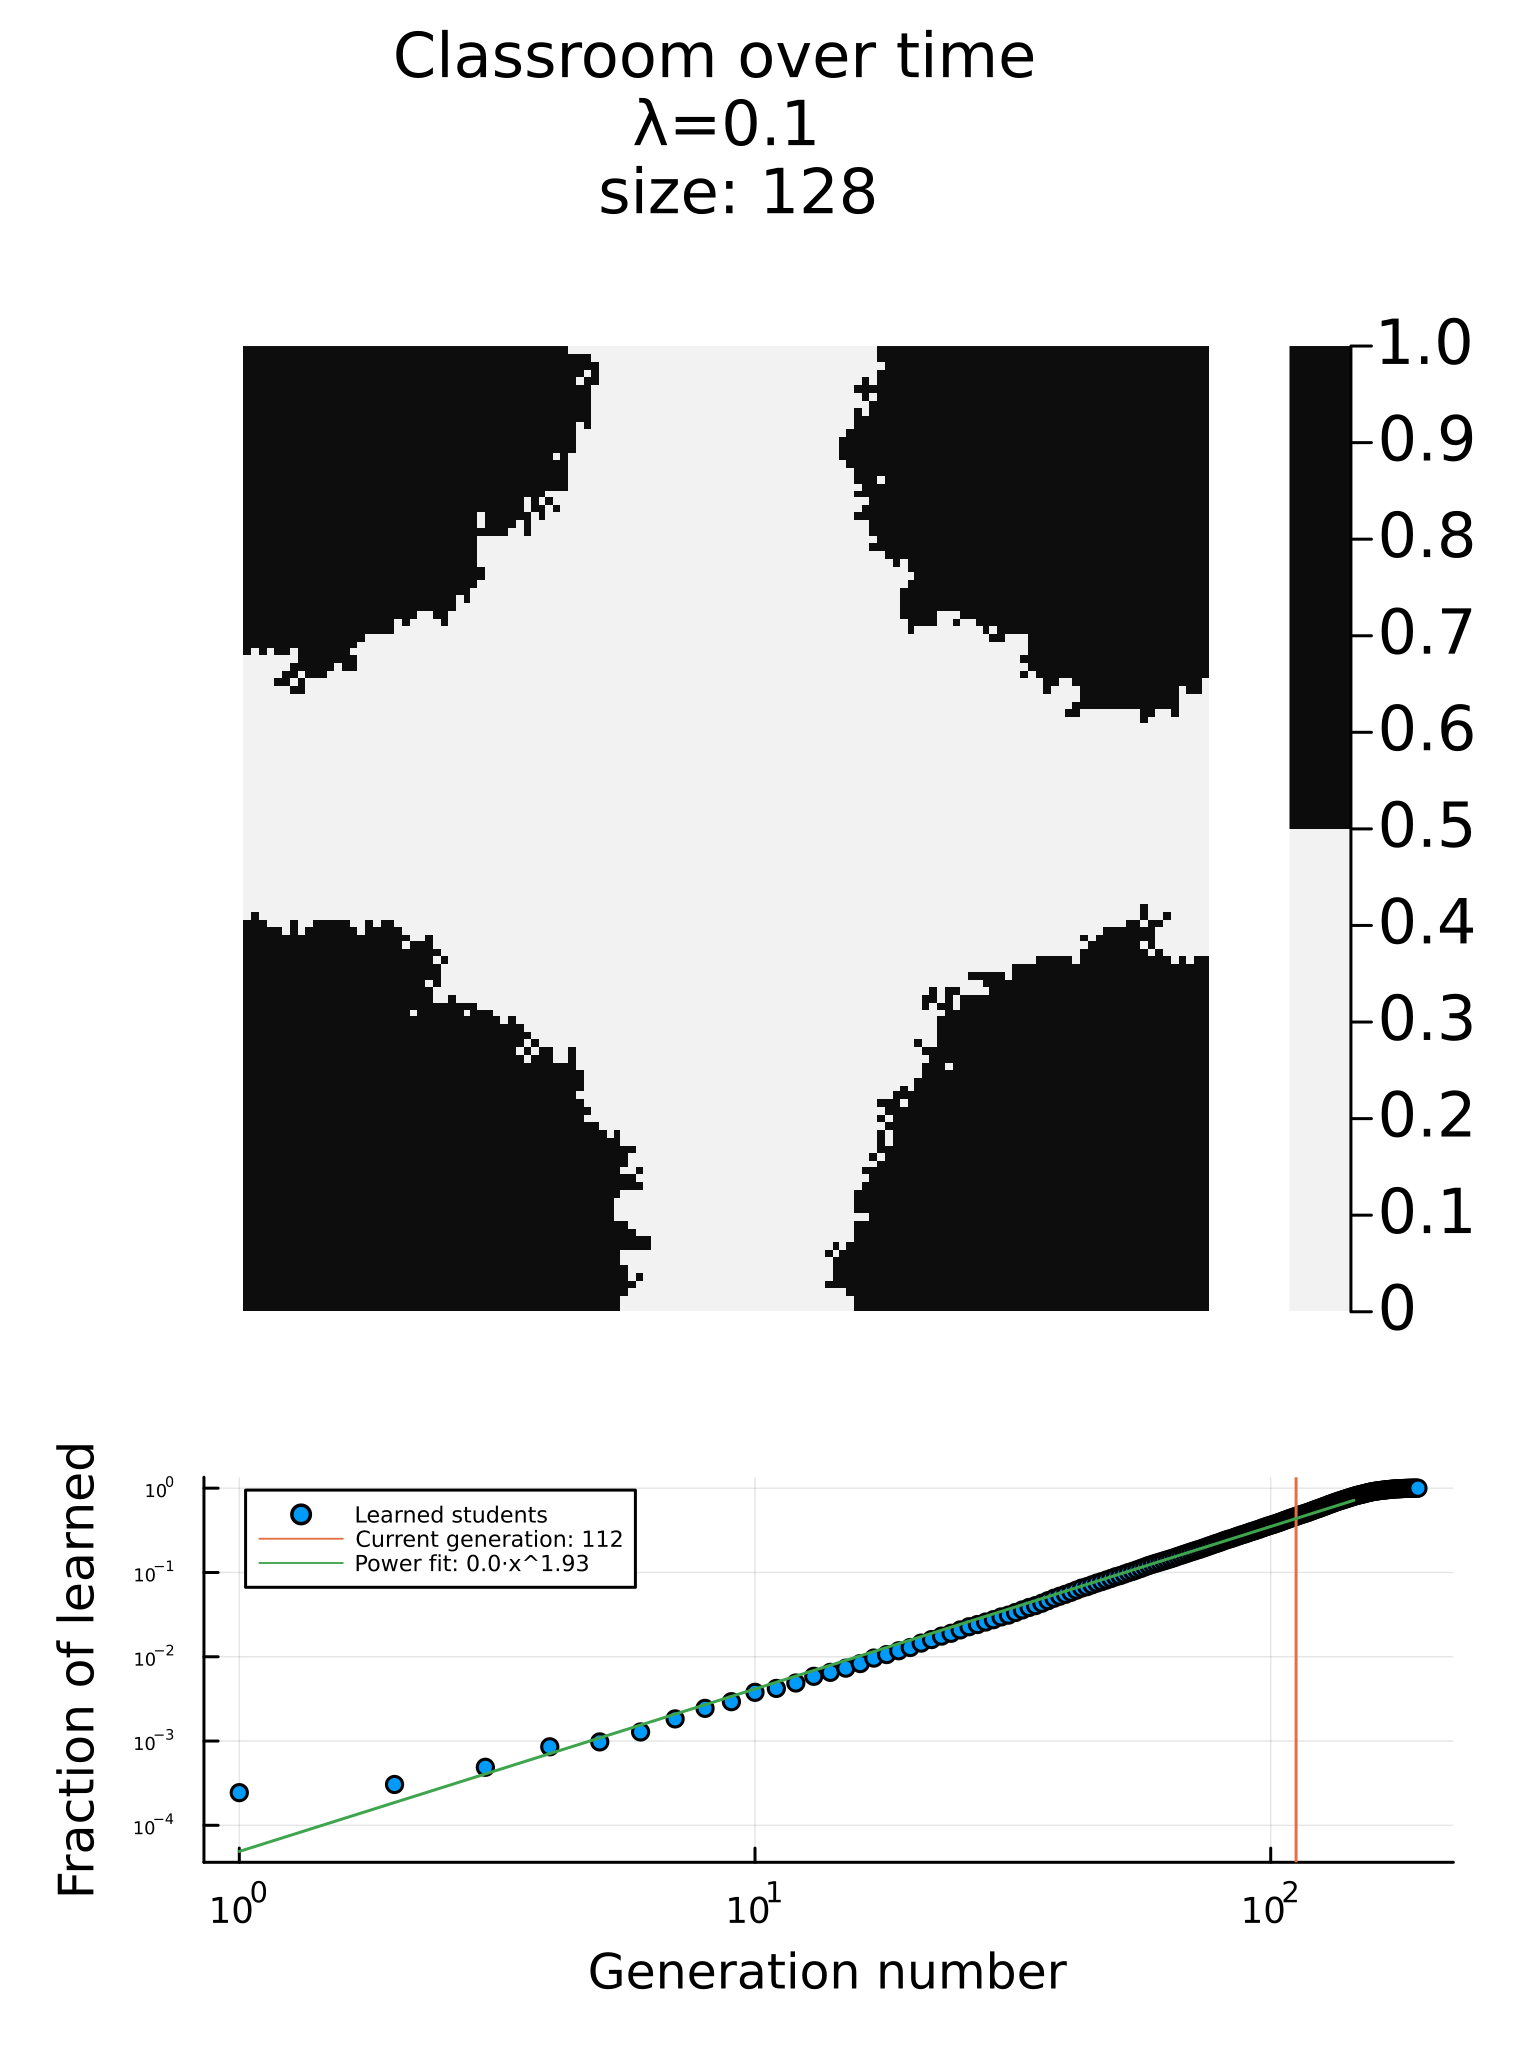 Classroom over time
λ=0.1
size: 128
1.0
0.9
0.8
0.7
0.6
0.5
0.4
0.3
0.2
0.1
0
Fraction of learned
10^0
10^-1
10^-2
10^-3
10^-4
Learned students
Current generation: 112
Power fit: 0.0·x^1.93
10^0
10^1
10^2
Generation number